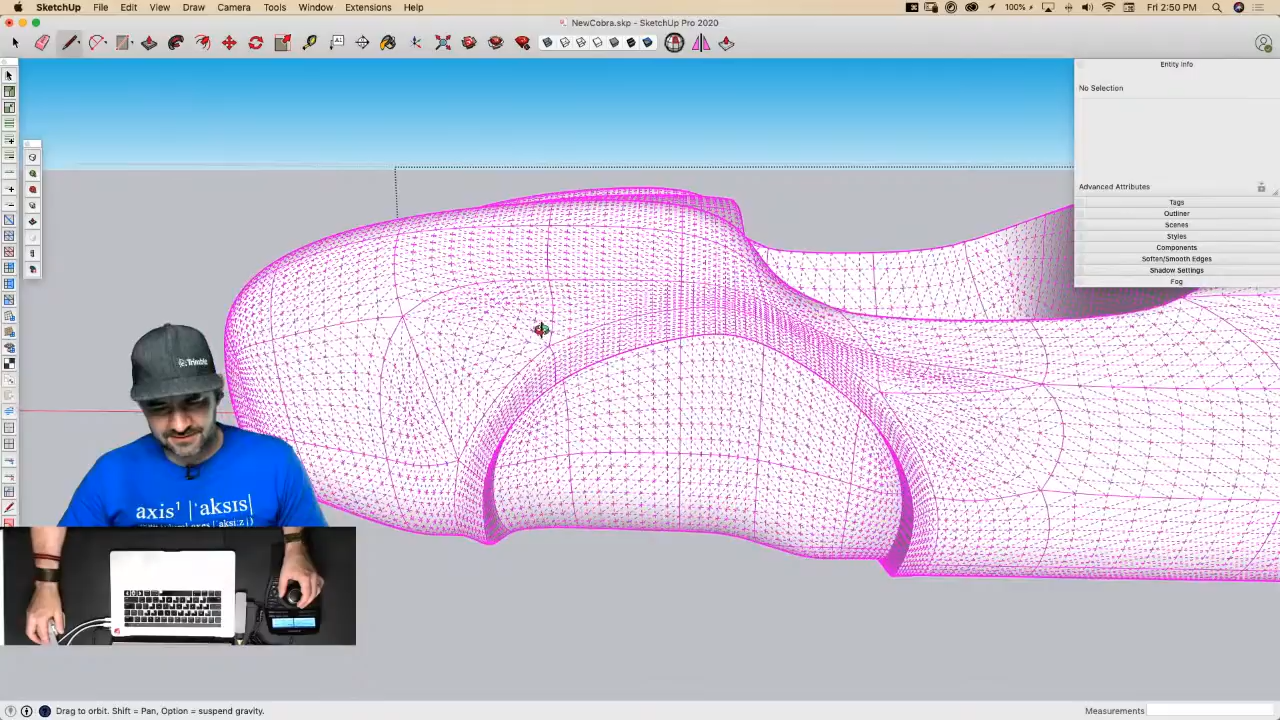 SketchUp File Edit View Draw Camera Tools Window Extensions Help
100% Fri 2:50 PM
NewCobra.skp - SketchUp Pro 2020
Entity Info
No Selection
Advanced Attributes
Tags
Outliner
Scenes
Styles
Components
Soften/Smooth Edges
Shadow Settings
Fog
Trimble
axis¹ |ˈaksɪs|
Drag to orbit. Shift = Pan, Option = suspend gravity.
Measurements